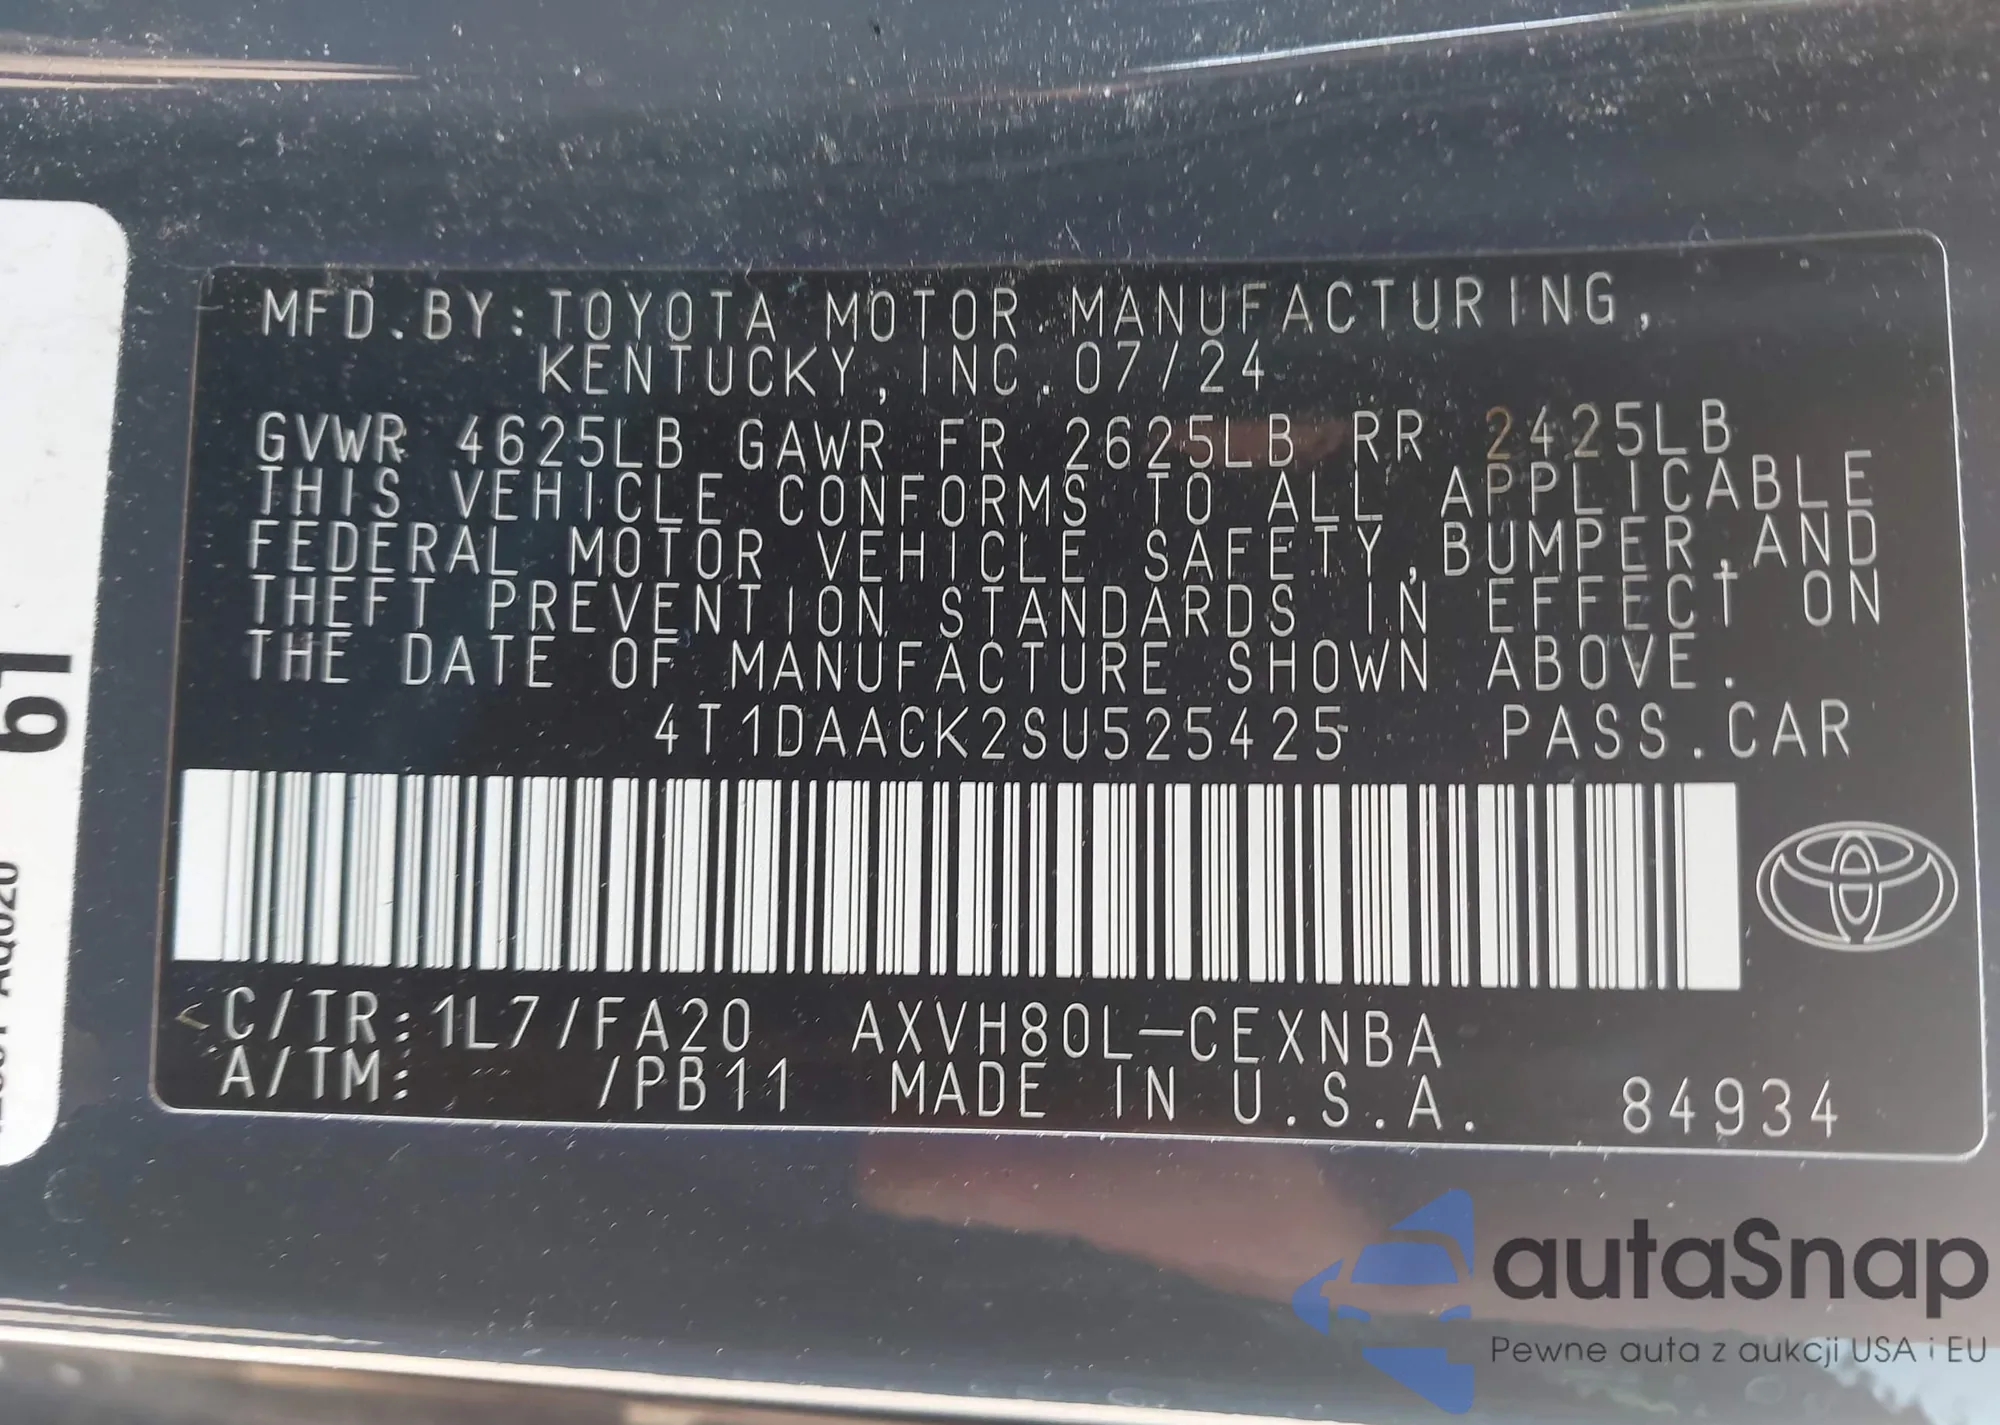 MFD.BY:TOYOTA MOTOR MANUFACTURING,
KENTUCKY,INC. 07/24
GVWR 4625LB GAWR FR 2625LB RR 2425LB
THIS VEHICLE CONFORMS TO ALL APPLICABLE
FEDERAL MOTOR VEHICLE SAFETY,BUMPER,AND
THEFT PREVENTION STANDARDS IN EFFECT ON
THE DATE OF MANUFACTURE SHOWN ABOVE.
4T1DAACK2SU525425 PASS.CAR
C/TR:1L7/FA20 AXVH80L-CEXNBA
A/TM: /PB11 MADE IN U.S.A. 84934
autaSnap
Pewne auta z aukcji USA i EU